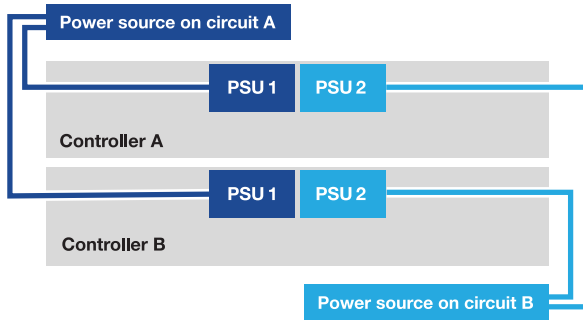 Power source on circuit A
PSU 1 PSU 2
Controller A
PSU 1 PSU 2
Controller B
Power source on circuit B